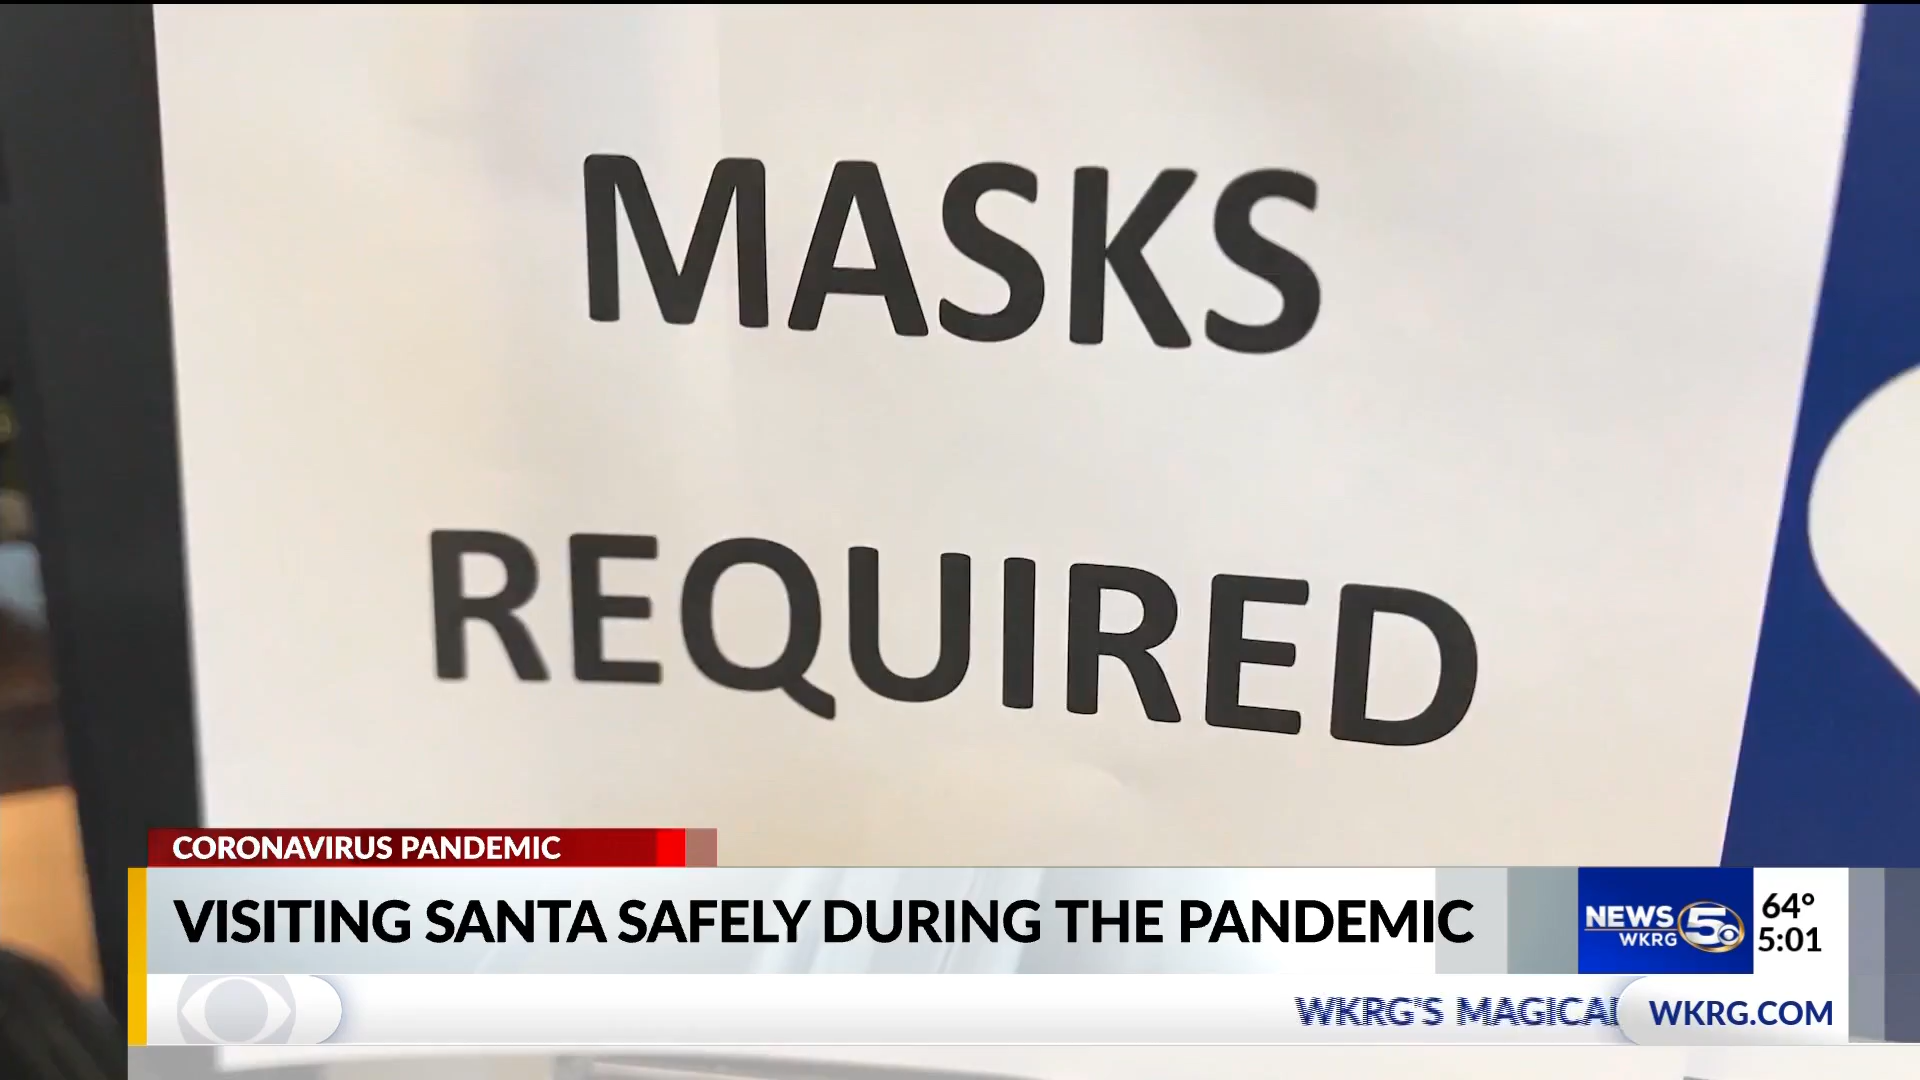 MASKS
REQUIRED
CORONAVIRUS PANDEMIC
VISITING SANTA SAFELY DURING THE PANDEMIC
NEWS 5
WKRG
64°
5:01
WKRG'S MAGICAL
WKRG.COM